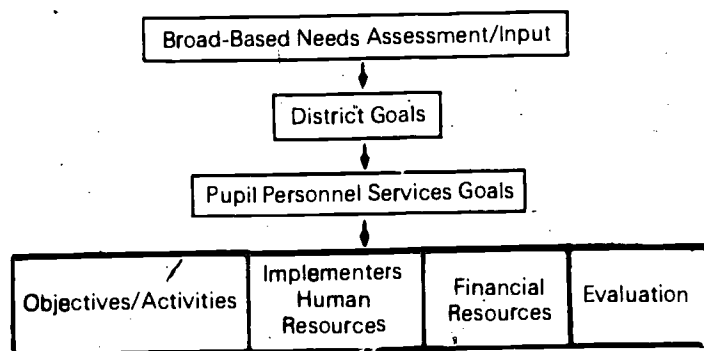 Broad-Based Needs Assessment/Input
District Goals
Pupil Personnel Services Goals
Objectives/Activities
Implementers
Human
Resources
Financial
Resources
Evaluation